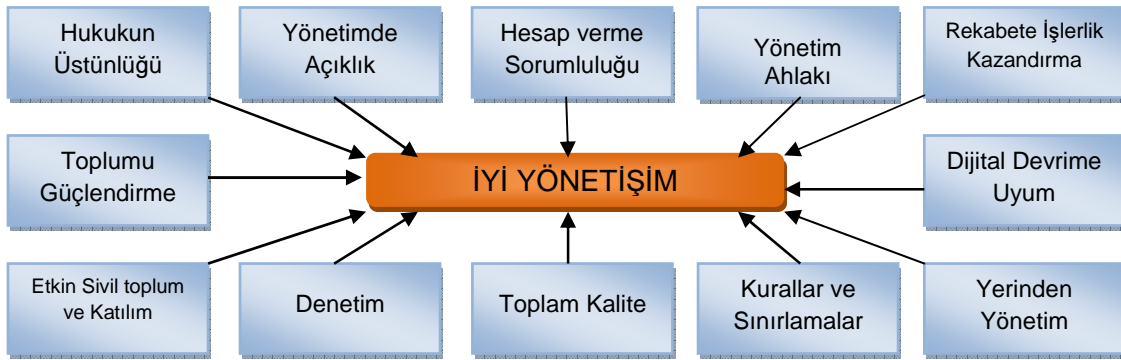 Hukukun
Üstünlüğü
Yönetimde
Açıklık
Hesap verme
Sorumluluğu
Yönetim
Ahlakı
Rekabete İşlerlik
Kazandırma
Toplumu
Güçlendirme
İYİ YÖNETİŞİM
Dijital Devrime
Uyum
Etkin Sivil toplum
ve Katılım
Denetim
Toplam Kalite
Kurallar ve
Sınırlamalar
Yerinden
Yönetim